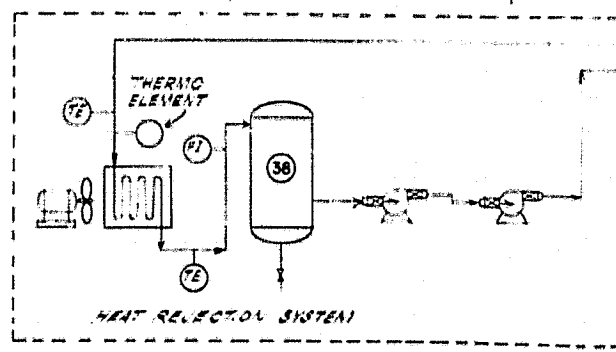 THERMO
ELEMENT
TE
PI
38
TE
HEAT REJECTION SYSTEM